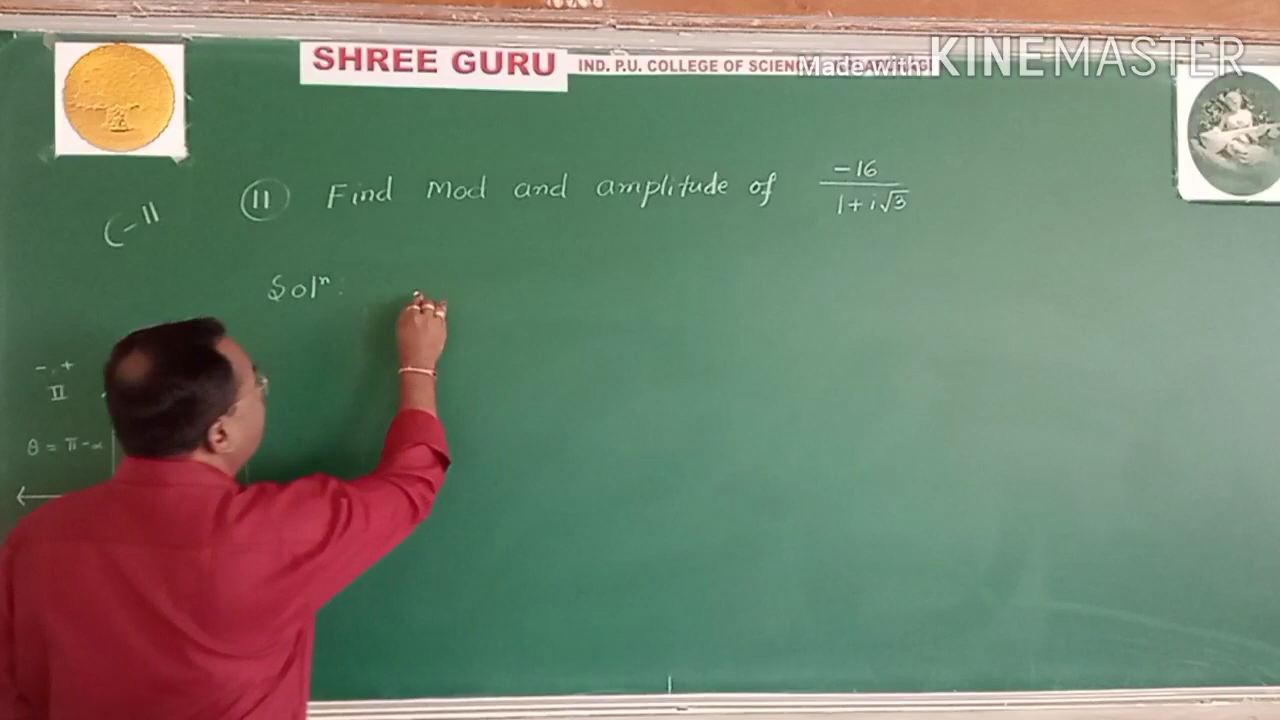 SHREE GURU IND. P.U. COLLEGE OF SCIENCE
Made with KINEMASTER
(-"
(11) Find Mod and amplitude of -16/1+i√3
Solⁿ:
-, +
II
θ = π-α